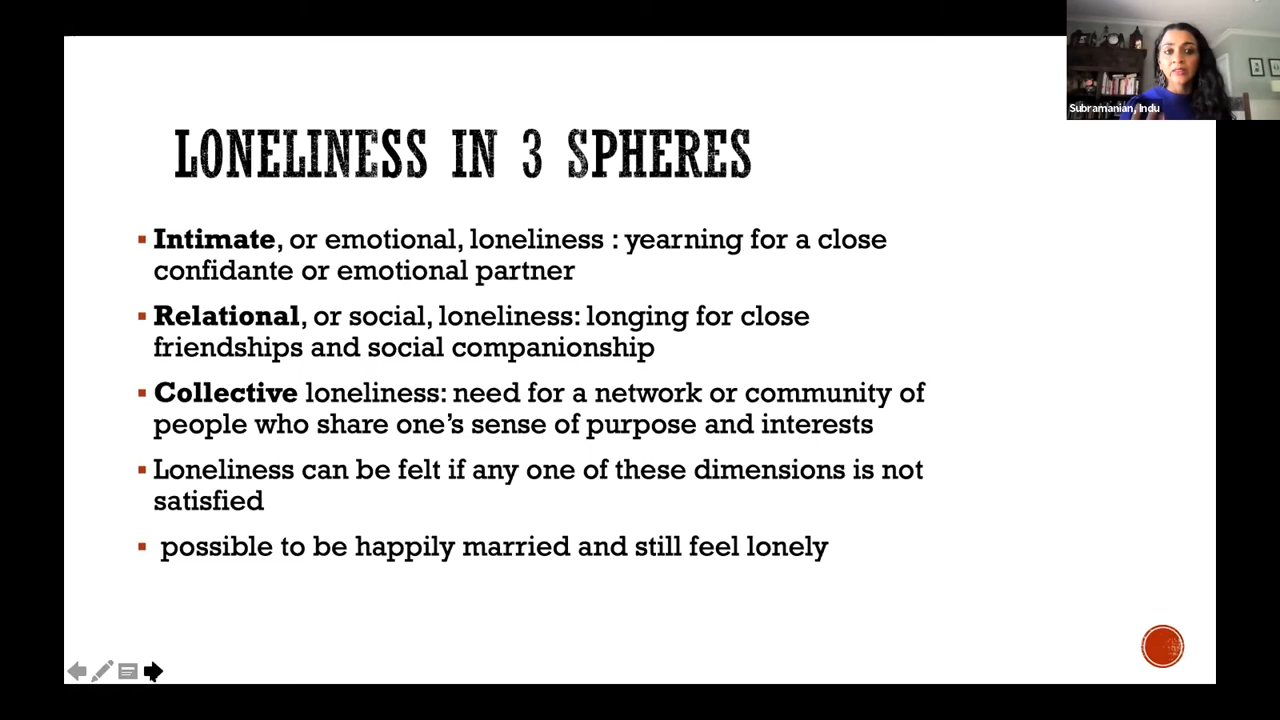 Subramanian, Indu
LONELINESS IN 3 SPHERES
Intimate, or emotional, loneliness : yearning for a close
confidante or emotional partner
Relational, or social, loneliness: longing for close
friendships and social companionship
Collective loneliness: need for a network or community of
people who share one’s sense of purpose and interests
Loneliness can be felt if any one of these dimensions is not
satisfied
possible to be happily married and still feel lonely